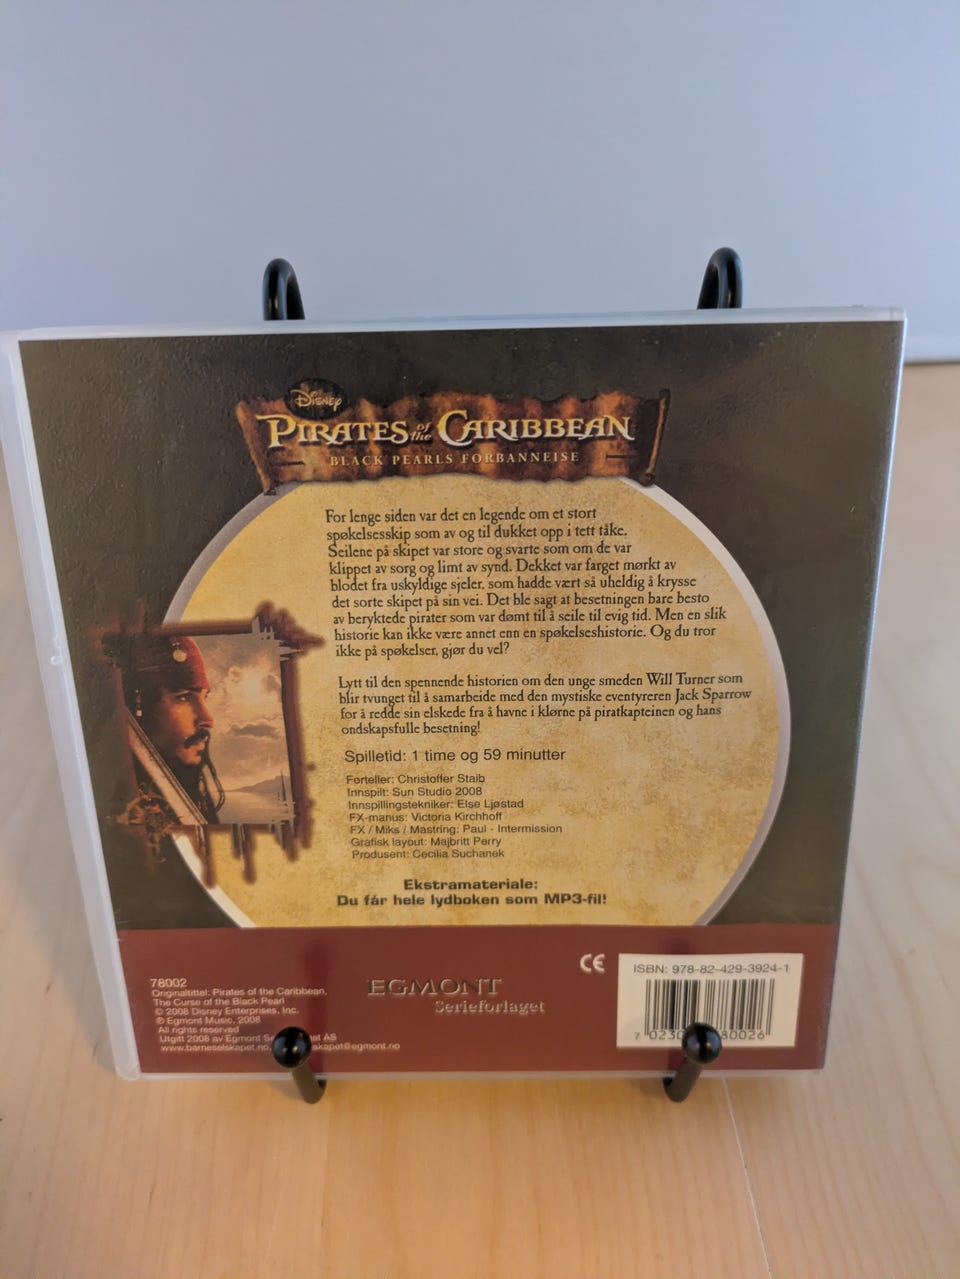 Disney
PIRATES of the CARIBBEAN
BLACK PEARLS FORBANNEISE
For lenge siden var det en legende om et stort
spøkelsesskip som av og til dukket opp i tett tåke.
Seilene på skipet var store og svarte som om de var
klippet av sorg og limt av synd. Dekket var farget mørkt av
blodet fra uskyldige sjeler, som hadde vært så uheldig å krysse
det sorte skipet på sin vei. Det ble sagt at besetningen bare besto
av beryktede pirater som var dømt til å seile til evig tid. Men en slik
historie kan ikke være annet enn en spøkelseshistorie. Og du tror
ikke på spøkelser, gjør du vel?
Lytt til den spennende historien om den unge smeden Will Turner som
blir tvunget til å samarbeide med den mystiske eventyreren Jack Sparrow
for å redde sin elskede fra å havne i klørne på piratkapteinen og hans
ondskapsfulle besetning!
Spilletid: 1 time og 59 minutter
Forteller: Christoffer Staib
Innspilt: Sun Studio 2008
Innspillingstekniker: Else Ljøstad
FX-manus: Victoria Kirchhoff
FX / Miks / Mastring: Paul - Intermission
Grafisk layout: Majbritt Perry
Produsent: Cecilia Suchanek
Ekstramateriale:
Du får hele lydboken som MP3-fil!
78002
Originaltittel: Pirates of the Caribbean,
The Curse of the Black Pearl
© 2008 Disney Enterprises, Inc.
℗ Egmont Music, 2008
All rights reserved
Utgitt 2008 av Egmont AS
www.barneselskapet.no
EGMONT
Serieforlaget
CE
ISBN: 978-82-429-3924-1